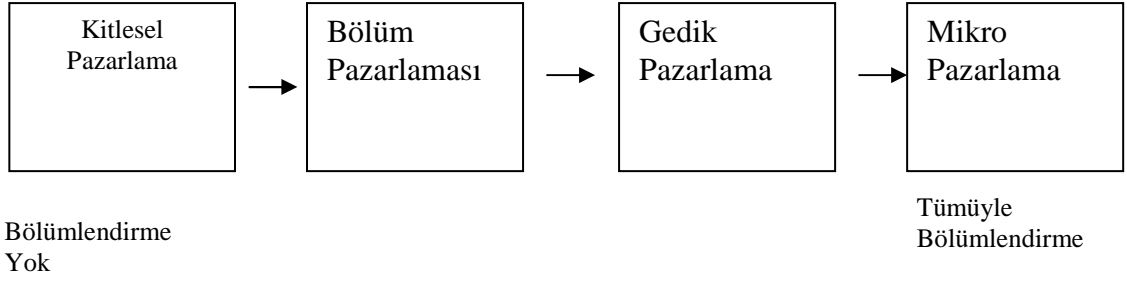 Kitlesel
Pazarlama
Bölüm
Pazarlaması
Gedik
Pazarlama
Mikro
Pazarlama
Bölümlendirme
Yok
Tümüyle
Bölümlendirme